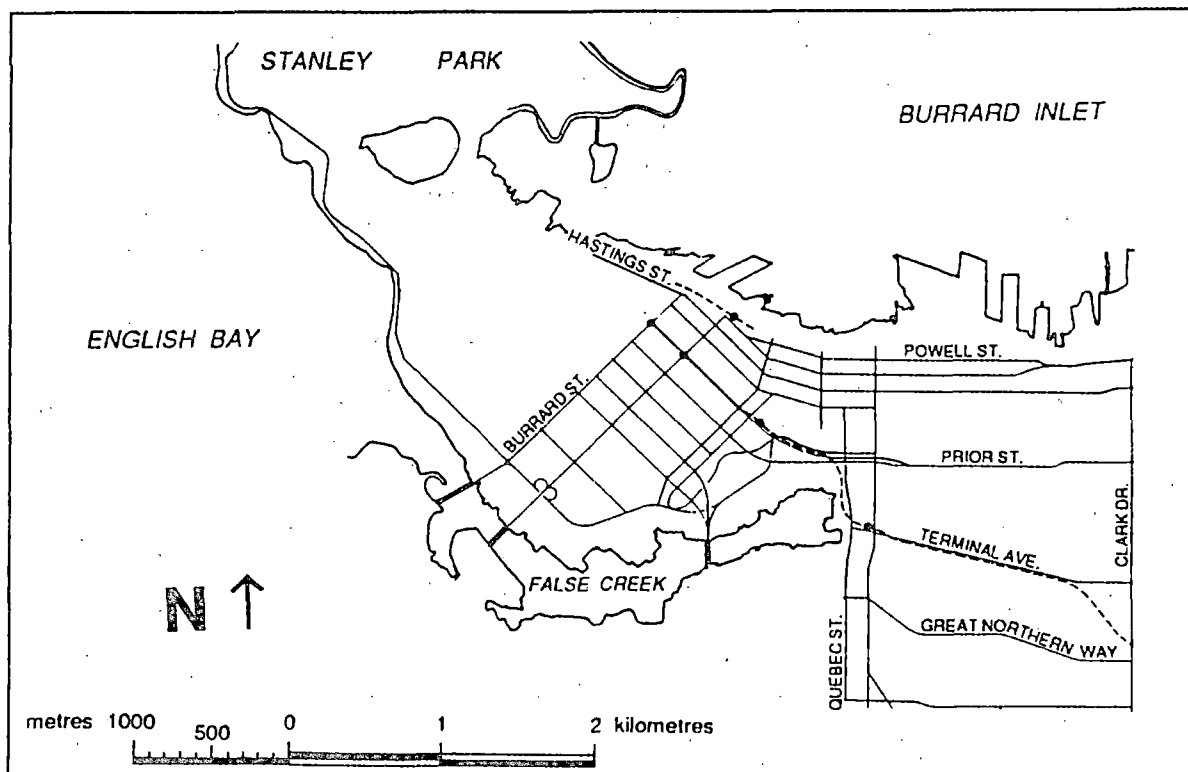 STANLEY PARK
BURRARD INLET
HASTINGS ST.
ENGLISH BAY
POWELL ST.
BURRARD ST.
PRIOR ST.
CLARK DR.
TERMINAL AVE.
FALSE CREEK
N
GREAT NORTHERN WAY
QUEBEC ST.
metres 1000 500 0 1 2 kilometres